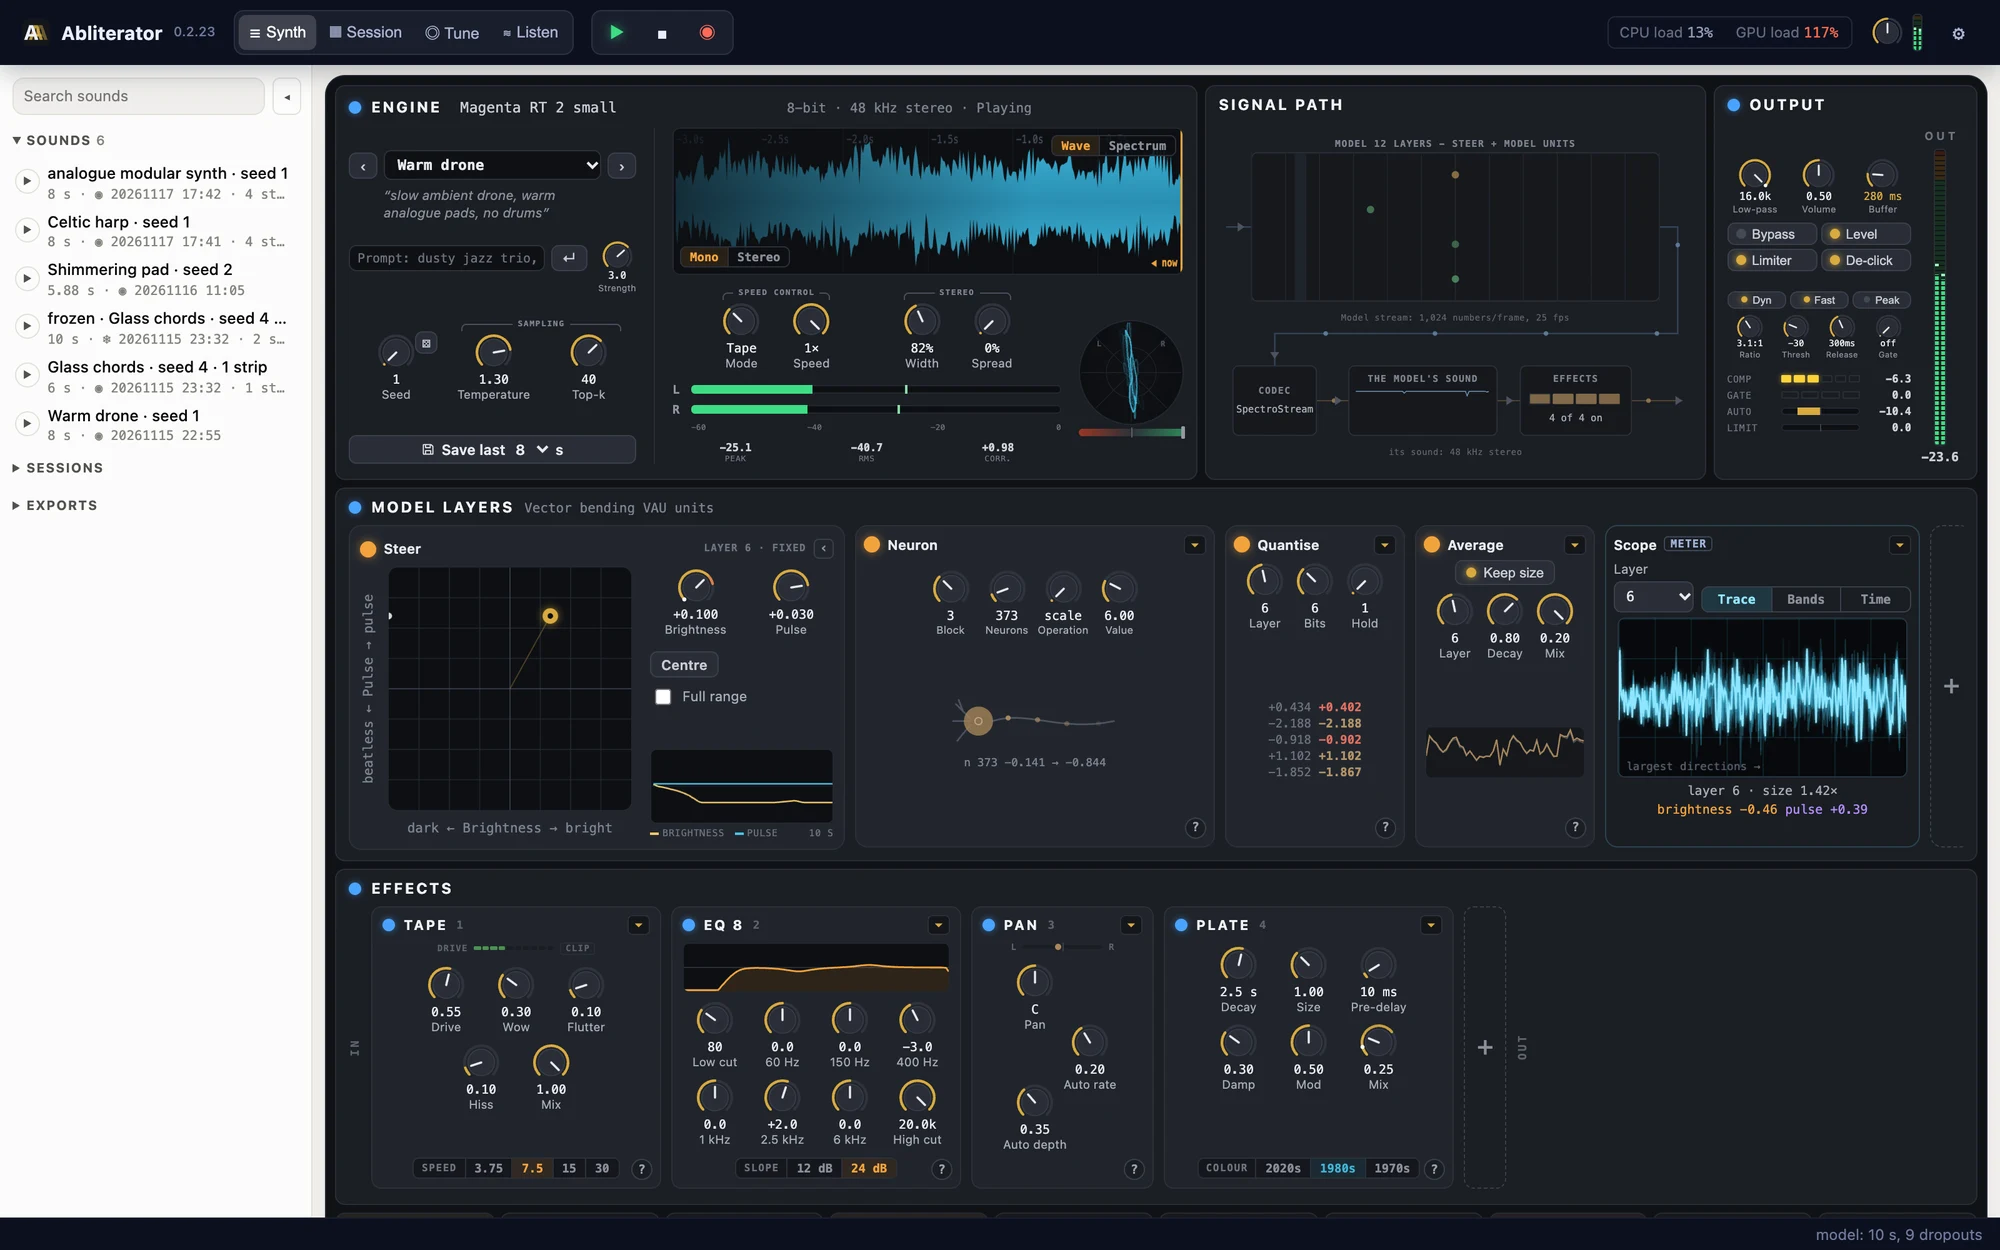 Abliterator 0.2.23
Synth Session Tune Listen
CPU load 13% GPU load 117%
Search sounds
SOUNDS 6
analogue modular synth · seed 1
8 s · ◉ 20261117 17:42 · 4 st…
Celtic harp · seed 1
8 s · ◉ 20261117 17:41 · 4 st…
Shimmering pad · seed 2
5.88 s · ◉ 20261116 11:05
frozen · Glass chords · seed 4 ...
10 s · ❄ 20261115 23:32 · 2 s…
Glass chords · seed 4 · 1 strip
6 s · ◉ 20261115 23:32 · 1 st…
Warm drone · seed 1
8 s · ◉ 20261115 22:55
SESSIONS
EXPORTS
ENGINE Magenta RT 2 small 8-bit · 48 kHz stereo · Playing
Warm drone
“slow ambient drone, warm
analogue pads, no drums”
Prompt: dusty jazz trio,
3.0
Strength
SAMPLING
1 1.30 40
Seed Temperature Top-k
Save last 8 s
-2.5s -2.0s -1.5s -1.0s
Wave Spectrum
Mono Stereo
◂ now
SPEED CONTROL STEREO
Tape 1× 82% 0%
Mode Speed Width Spread
L
R
−60 −40 −20 0
−25.1 −40.7 +0.98
PEAK RMS CORR.
L R
SIGNAL PATH
MODEL 12 LAYERS — STEER + MODEL UNITS
Model stream: 1,024 numbers/frame, 25 fps
CODEC
SpectroStream
THE MODEL'S SOUND
EFFECTS
4 of 4 on
its sound: 48 kHz stereo
OUTPUT
OUT
16.0k 0.50 280 ms
Low-pass Volume Buffer
Bypass Level
Limiter De-click
Dyn Fast Peak
3.1:1 −30 300ms off
Ratio Thresh Release Gate
COMP −6.3
GATE 0.0
AUTO −10.4
LIMIT 0.0
−23.6
MODEL LAYERS Vector bending VAU units
Steer LAYER 6 · FIXED
beatless ← Pulse → pulse
dark ← Brightness → bright
+0.100 +0.030
Brightness Pulse
Centre
Full range
BRIGHTNESS PULSE 10 S
Neuron
3 373 scale 6.00
Block Neurons Operation Value
n 373 −0.141 → −0.844
?
Quantise
6 6 1
Layer Bits Hold
+0.434 +0.402
−2.188 −2.188
−0.918 −0.902
+1.102 +1.102
−1.852 −1.867
?
Average
Keep size
6 0.80 0.20
Layer Decay Mix
?
Scope METER
Layer
6 Trace Bands Time
largest directions →
layer 6 · size 1.42×
brightness −0.46 pulse +0.39
+
EFFECTS
IN
TAPE 1
DRIVE CLIP
0.55 0.30 0.10
Drive Wow Flutter
0.10 1.00
Hiss Mix
SPEED 3.75 7.5 15 30 ?
EQ 8 2
80 0.0 0.0 −3.0
Low cut 60 Hz 150 Hz 400 Hz
0.0 +2.0 0.0 20.0k
1 kHz 2.5 kHz 6 kHz High cut
SLOPE 12 dB 24 dB ?
PAN 3
L R
C
Pan
0.20
Auto rate
0.35
Auto depth
?
PLATE 4
2.5 s 1.00 10 ms
Decay Size Pre-delay
0.30 0.50 0.25
Damp Mod Mix
COLOUR 2020s 1980s 1970s ?
+
OUT
model: 10 s, 9 dropouts